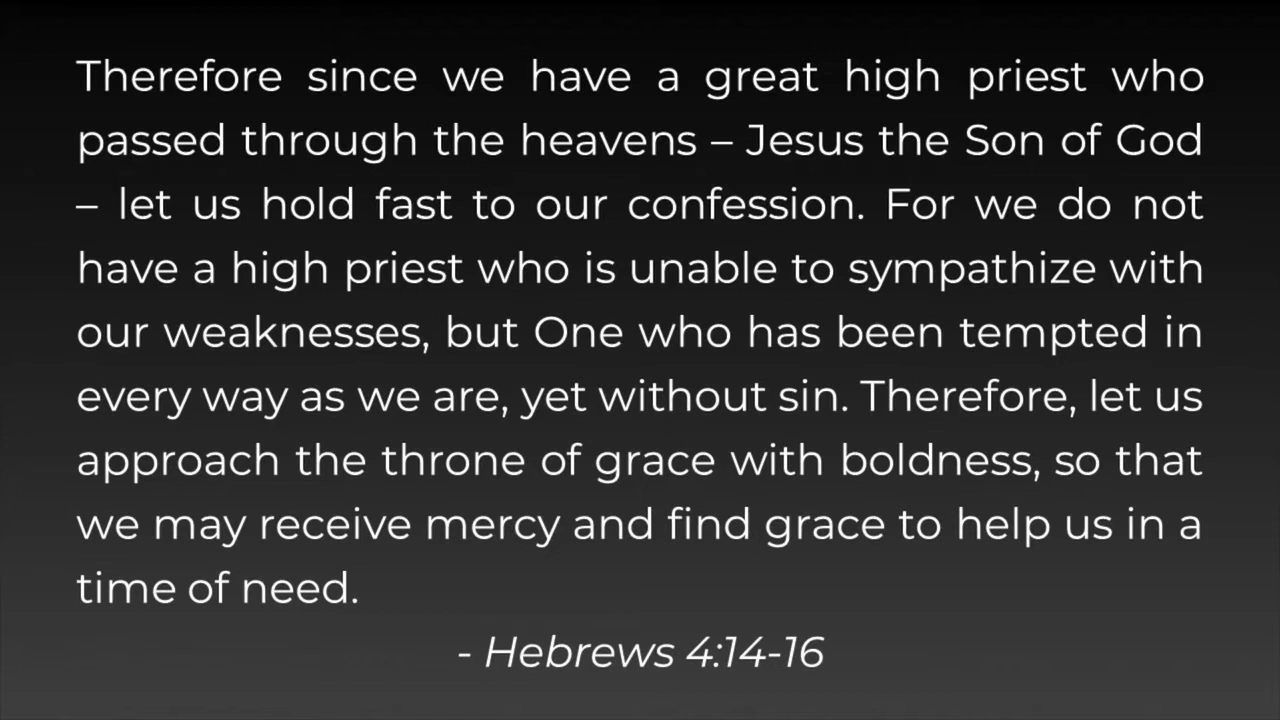 Therefore since we have a great high priest who
passed through the heavens – Jesus the Son of God
– let us hold fast to our confession. For we do not
have a high priest who is unable to sympathize with
our weaknesses, but One who has been tempted in
every way as we are, yet without sin. Therefore, let us
approach the throne of grace with boldness, so that
we may receive mercy and find grace to help us in a
time of need.
- Hebrews 4:14-16